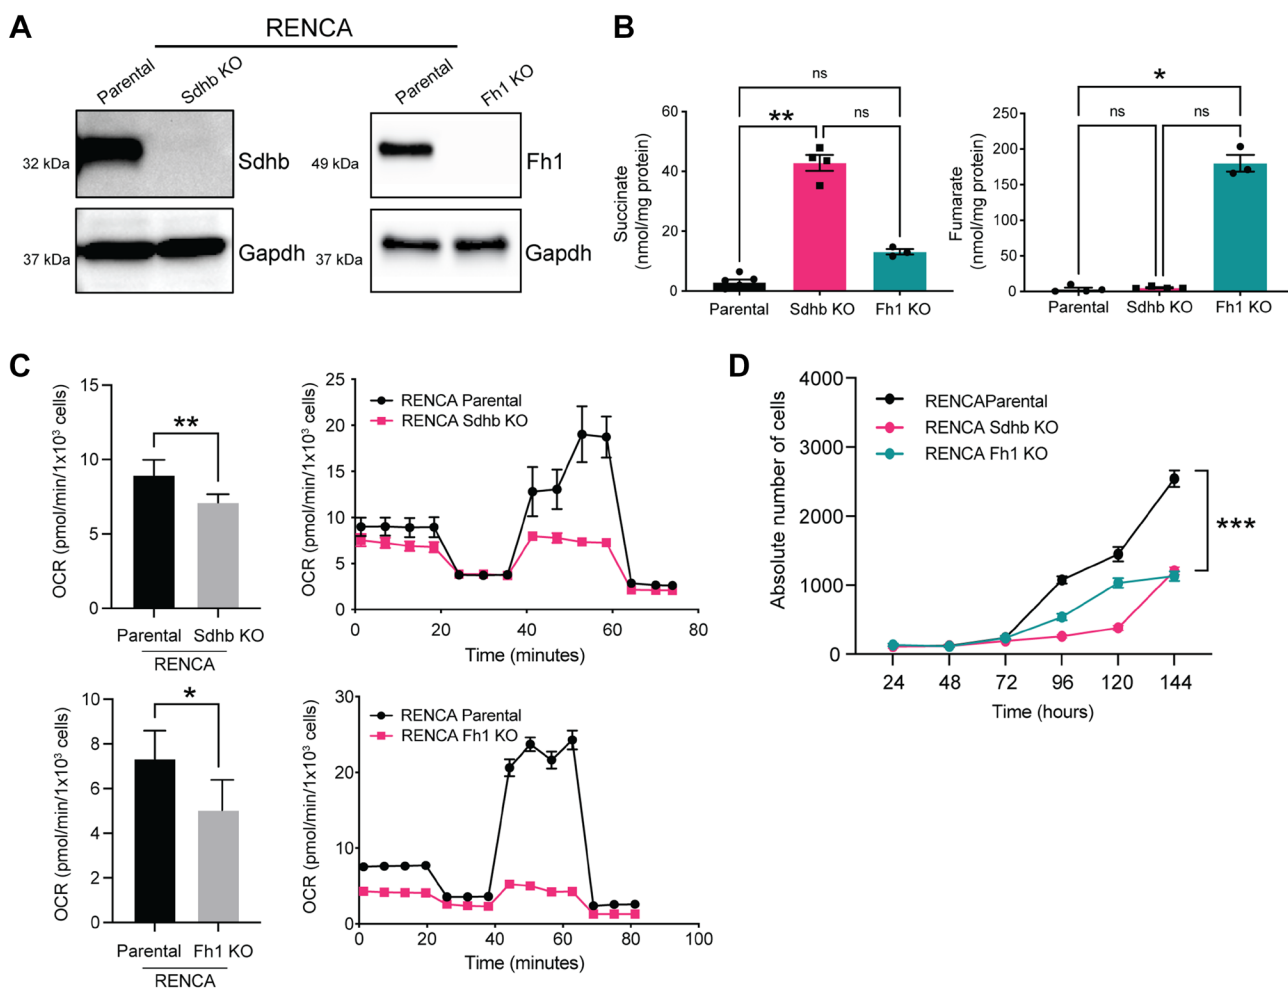 A
RENCA
Parental
Sdhb KO
32 kDa
Sdhb
37 kDa
Gapdh
Parental
Fh1 KO
49 kDa
Fh1
37 kDa
Gapdh
B
ns
**
ns
60
40
20
0
Succinate
(nmol/mg protein)
Parental
Sdhb KO
Fh1 KO
*
ns
ns
250
200
150
100
50
0
Fumarate
(nmol/mg protein)
Parental
Sdhb KO
Fh1 KO
C
15
10
5
0
OCR (pmol/min/1x10³ cells)
**
Parental
Sdhb KO
RENCA
25
20
15
10
5
0
OCR (pmol/min/1x10³ cells)
RENCA Parental
RENCA Sdhb KO
0
20
40
60
80
Time (minutes)
10
8
6
4
2
0
OCR (pmol/min/1x10³ cells)
*
Parental
Fh1 KO
RENCA
30
20
10
0
OCR (pmol/min/1x10³ cells)
RENCA Parental
RENCA Fh1 KO
0
20
40
60
80
100
Time (minutes)
D
4000
3000
2000
1000
0
Absolute number of cells
RENCAParental
RENCA Sdhb KO
RENCA Fh1 KO
***
24
48
72
96
120
144
Time (hours)